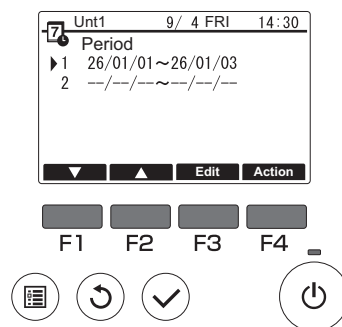 7 Unt1 9/ 4 FRI 14:30
Period
▶1 26/01/01～26/01/03
2 --/--/--～--/--/--
▼ ▲ Edit Action
F1 F2 F3 F4